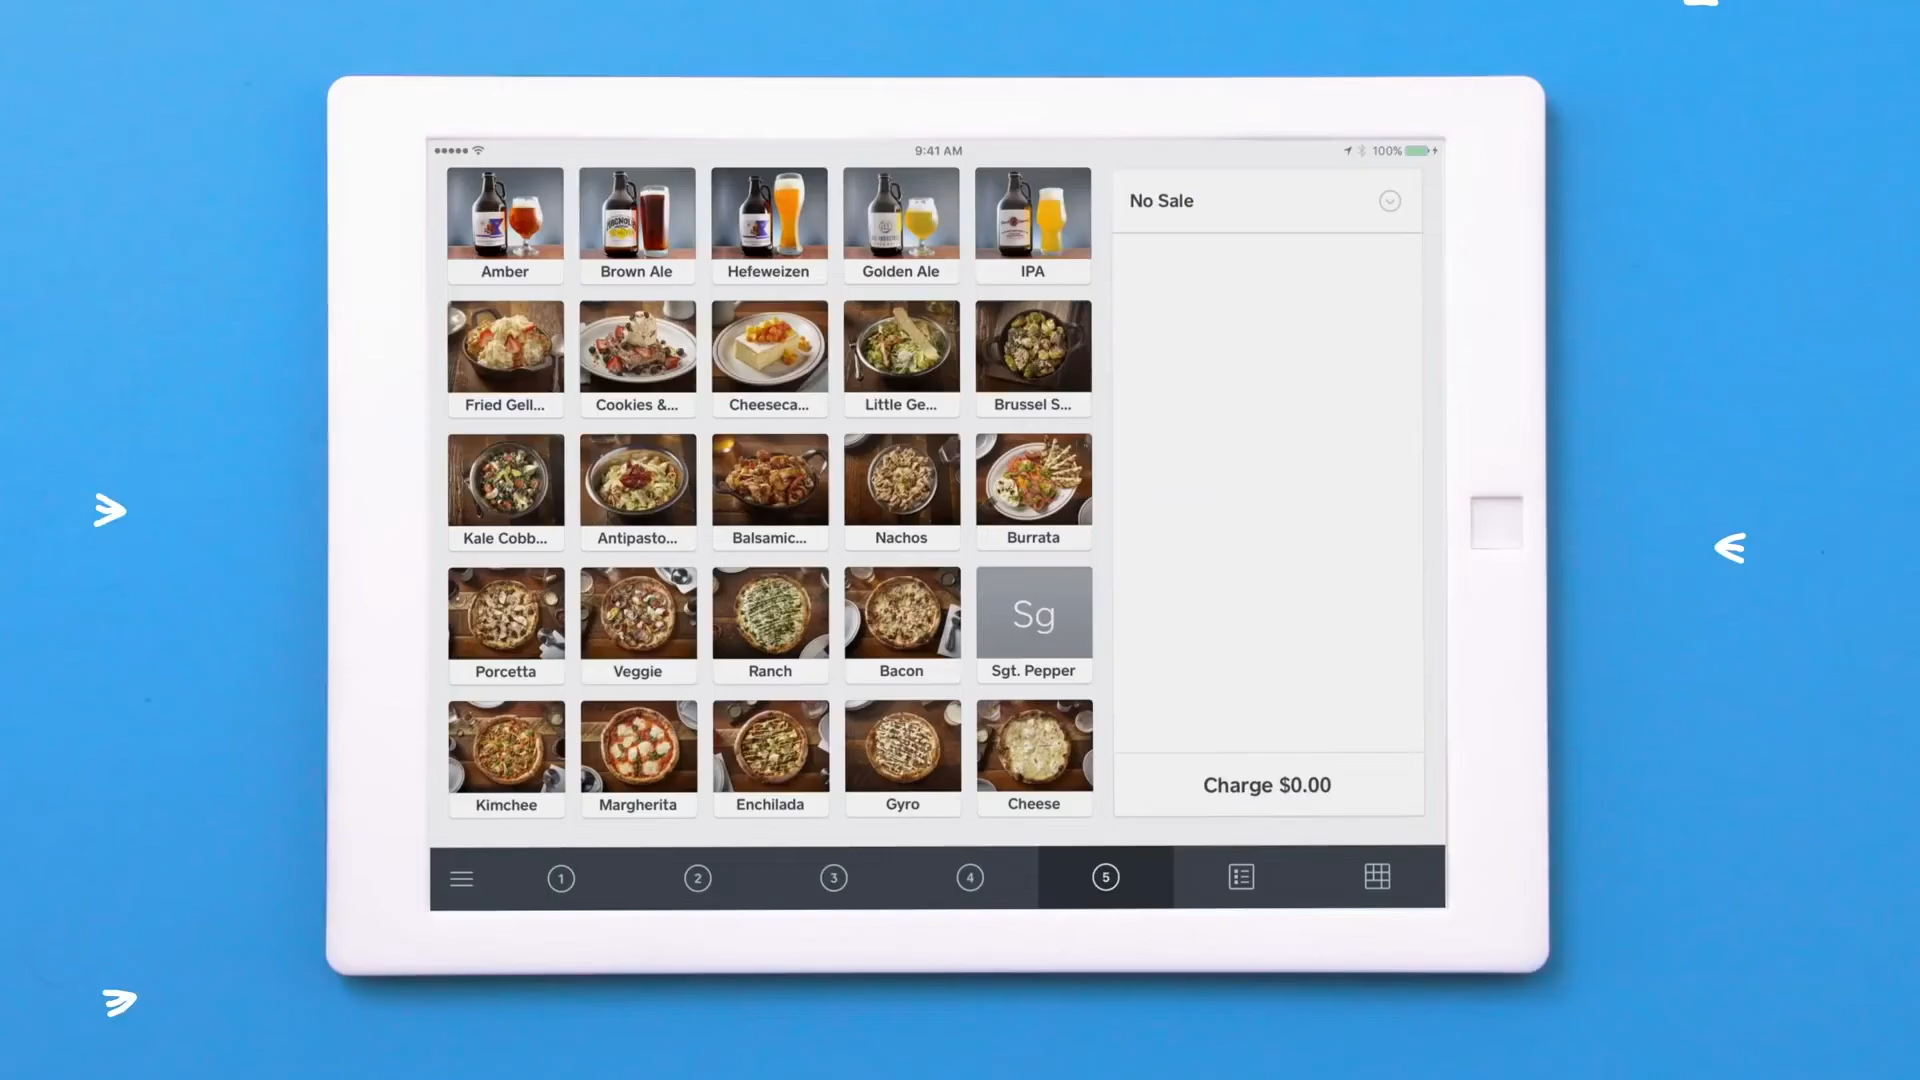 9:41 AM
100%
Amber
Brown Ale
Hefeweizen
Golden Ale
IPA
No Sale
Fried Gell...
Cookies &...
Cheeseca...
Little Ge...
Brussel S...
Kale Cobb...
Antipasto...
Balsamic...
Nachos
Burrata
Sg
Porcetta
Veggie
Ranch
Bacon
Sgt. Pepper
Kimchee
Margherita
Enchilada
Gyro
Cheese
Charge $0.00
1
2
3
4
5